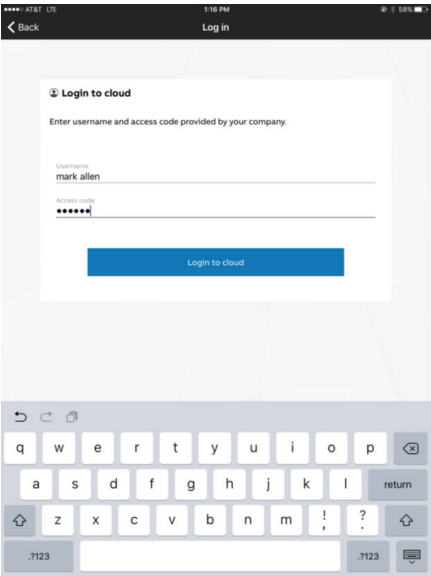 AT&T LTE 1:16 PM 58%
Back Log in
Login to cloud
Enter username and access code provided by your company.
Username
mark allen
Access code
••••••
Login to cloud
q w e r t y u i o p
a s d f g h j k l return
z x c v b n m ! , ? .
.?123 .?123